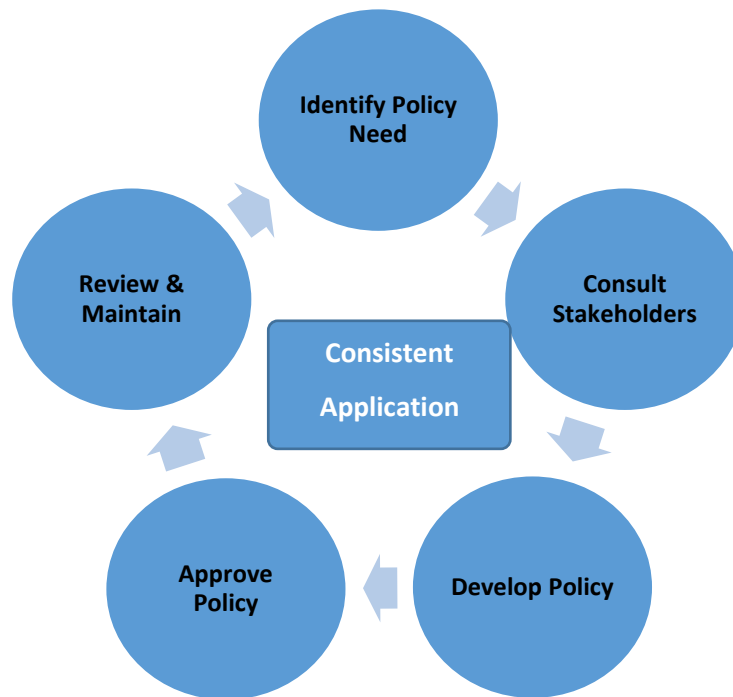 Identify Policy
Need
Consult
Stakeholders
Develop Policy
Approve
Policy
Review &
Maintain
Consistent
Application